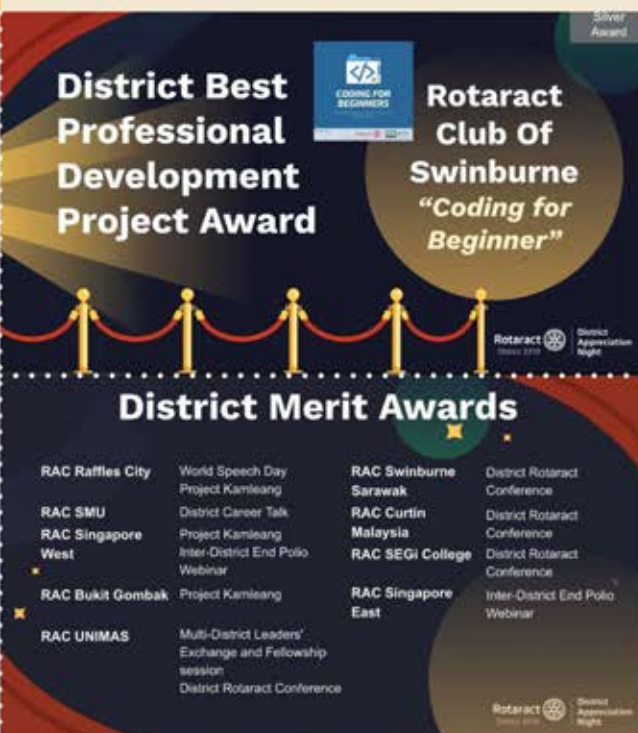 Silver
Award
District Best
Professional
Development
Project Award
</>
CODING FOR
BEGINNERS
Rotaract
Club Of
Swinburne
“Coding for
Beginner”
Rotaract
District
Appreciation
Night
District Merit Awards
RAC Raffles City
World Speech Day
Project Kamleang
RAC SMU
District Career Talk
RAC Singapore
West
Project Kamleang
Inter-District End Polio
Webinar
RAC Bukit Gombak
Project Kamleang
RAC UNIMAS
Multi-District Leaders'
Exchange and Fellowship
session
District Rotaract Conference
RAC Swinburne
Sarawak
District Rotaract
Conference
RAC Curtin
Malaysia
District Rotaract
Conference
RAC SEGi College
District Rotaract
Conference
RAC Singapore
East
Inter-District End Polio
Webinar
Rotaract
District
Appreciation
Night